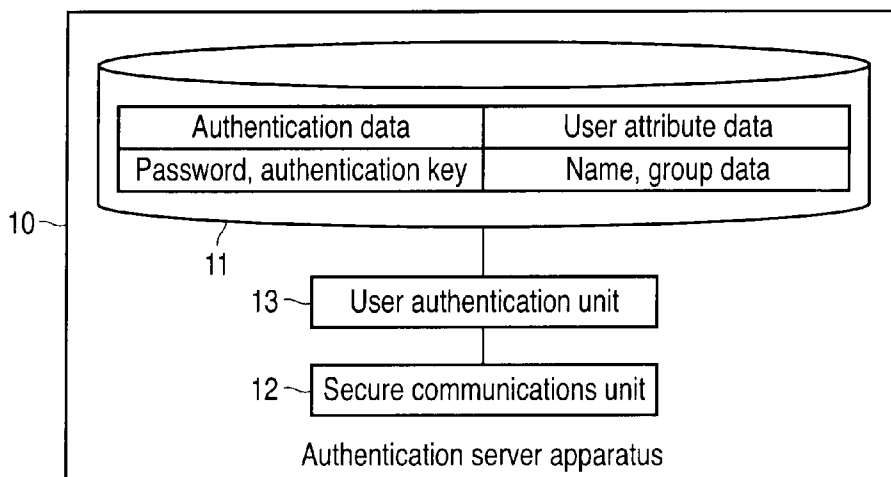 Authentication data User attribute data
Password, authentication key Name, group data
10
11
13 User authentication unit
12 Secure communications unit
Authentication server apparatus